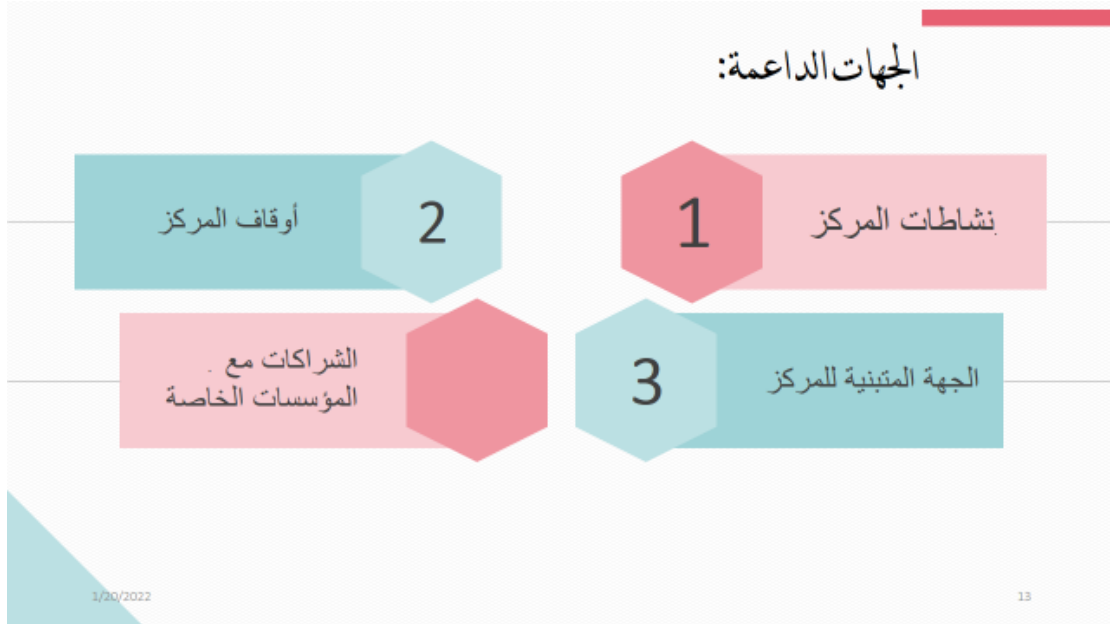 الجهات الداعمة:
نشاطات المركز
1
2
أوقاف المركز
الجهة المتبنية للمركز
3
الشراكات مع
المؤسسات الخاصة
1/20/2022
13